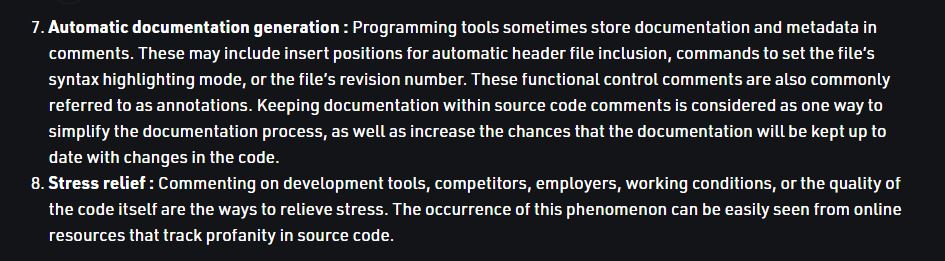 7. Automatic documentation generation : Programming tools sometimes store documentation and metadata in
comments. These may include insert positions for automatic header file inclusion, commands to set the file's
syntax highlighting mode, or the file's revision number. These functional control comments are also commonly
referred to as annotations. Keeping documentation within source code comments is considered as one way to
simplify the documentation process, as well as increase the chances that the documentation will be kept up to
date with changes in the code.
8. Stress relief : Commenting on development tools, competitors, employers, working conditions, or the quality of
the code itself are the ways to relieve stress. The occurrence of this phenomenon can be easily seen from online
resources that track profanity in source code.